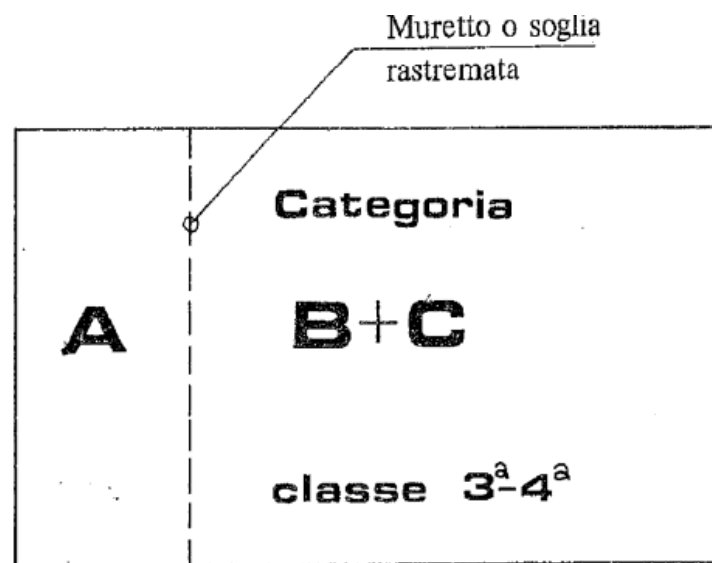 Muretto o soglia
rastremata
Categoria
A B+C
classe 3ª-4ª